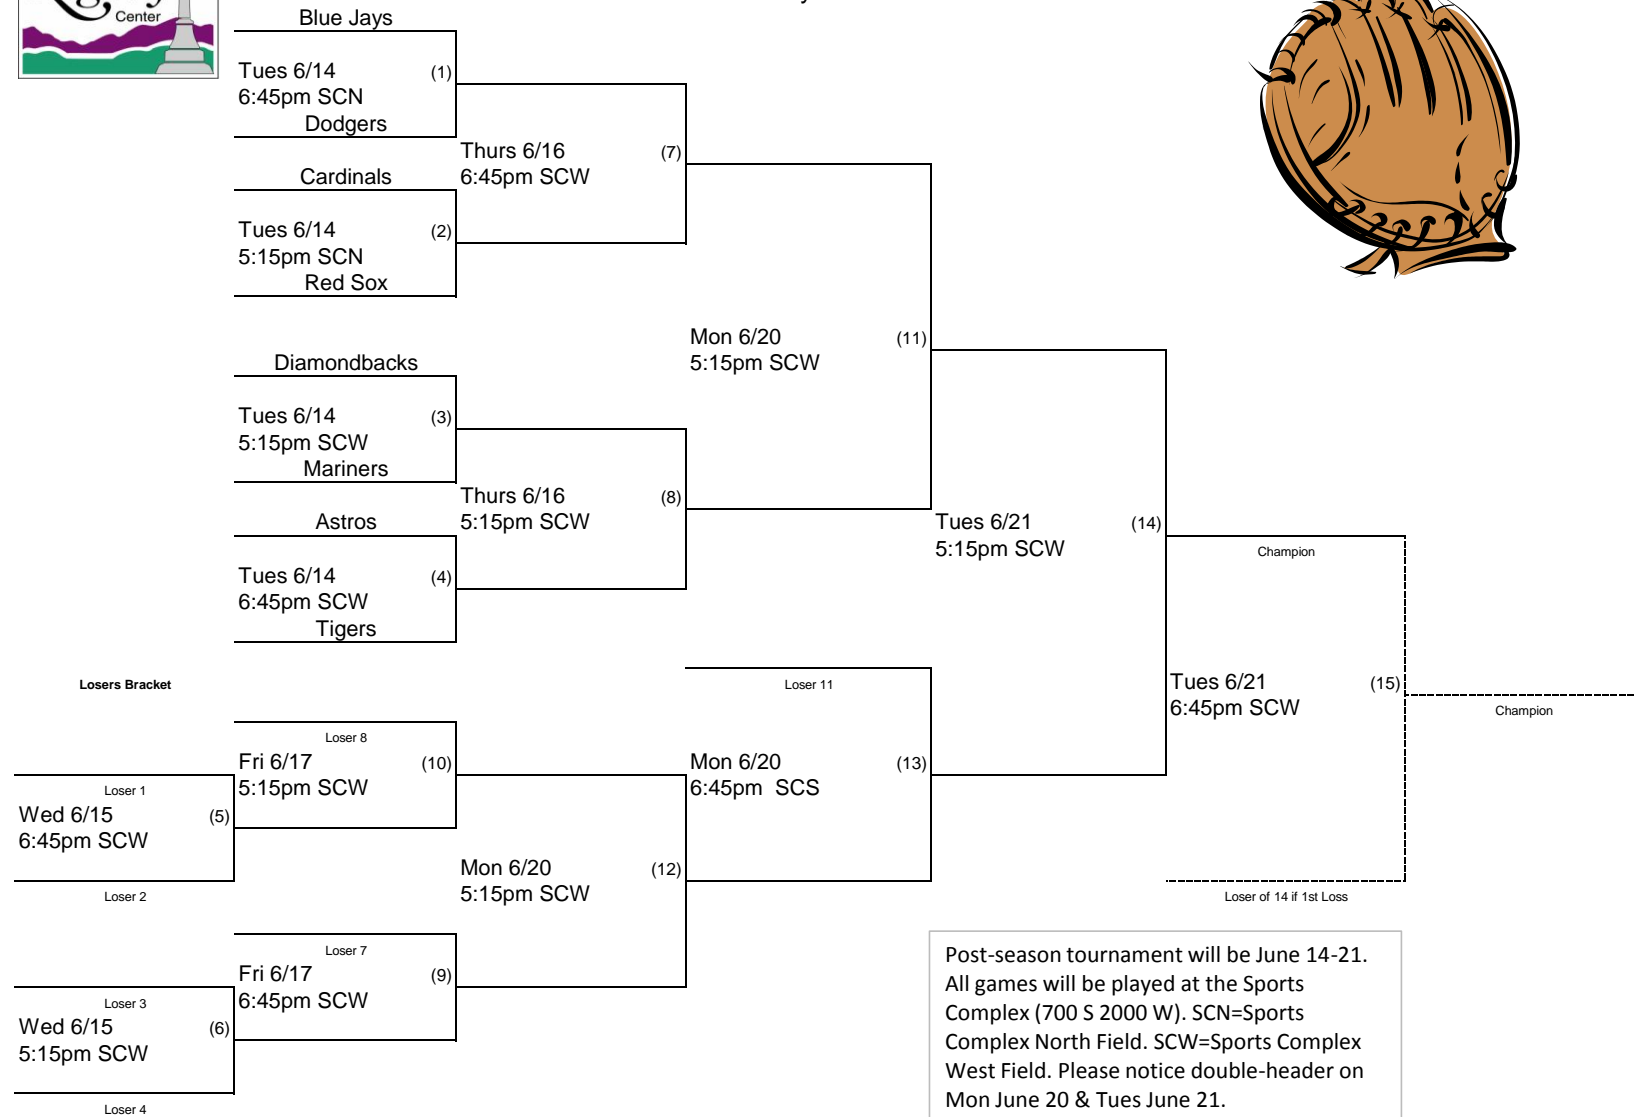 Center
Blue Jays
Tues 6/14 (1)
6:45pm SCN
Dodgers
Thurs 6/16 (7)
6:45pm SCW
Cardinals
Tues 6/14 (2)
5:15pm SCN
Red Sox
Mon 6/20 (11)
5:15pm SCW
Diamondbacks
Tues 6/14 (3)
5:15pm SCW
Mariners
Thurs 6/16 (8)
5:15pm SCW
Astros
Tues 6/14 (4)
6:45pm SCW
Tigers
Tues 6/21 (14)
5:15pm SCW
Champion
Losers Bracket
Loser 11
Tues 6/21 (15)
6:45pm SCW
Champion
Loser 8
Fri 6/17 (10)
5:15pm SCW
Mon 6/20 (13)
6:45pm  SCS
Loser 1
Wed 6/15 (5)
6:45pm SCW
Loser 2
Mon 6/20 (12)
5:15pm SCW
Loser of 14 if 1st Loss
Loser 7
Fri 6/17 (9)
6:45pm SCW
Loser 3
Wed 6/15 (6)
5:15pm SCW
Loser 4
Post-season tournament will be June 14-21.
All games will be played at the Sports
Complex (700 S 2000 W). SCN=Sports
Complex North Field. SCW=Sports Complex
West Field. Please notice double-header on
Mon June 20 & Tues June 21.